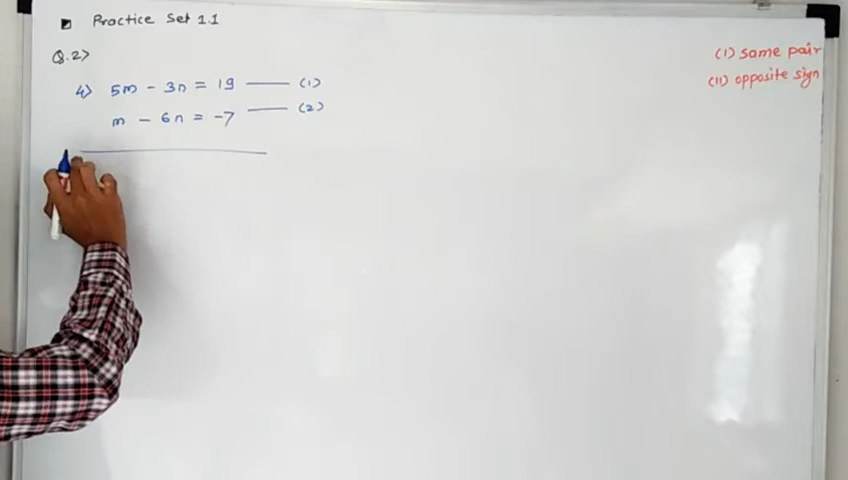 Practice Set 1.1
Q.2>
4> 5m - 3n = 19 —— (1)
m - 6n = -7 —— (2)
(I) same pair
(II) opposite sign